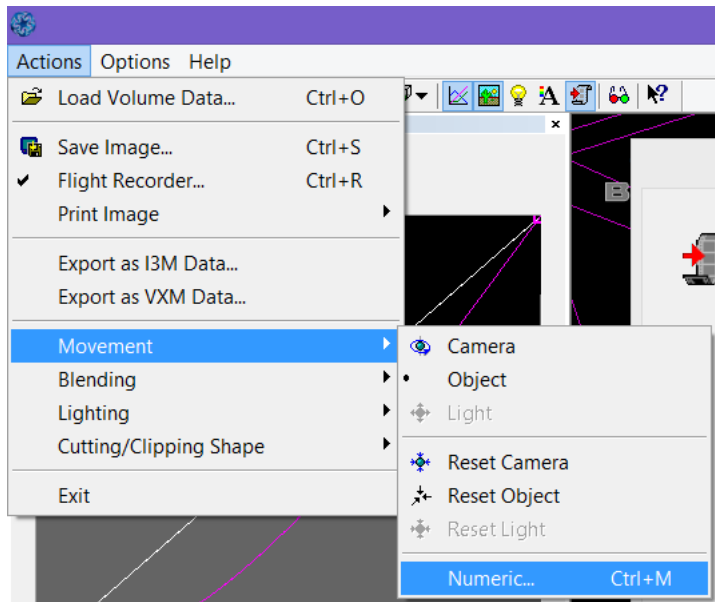 Actions Options Help
Load Volume Data... Ctrl+O
Save Image... Ctrl+S
Flight Recorder... Ctrl+R
Print Image
Export as I3M Data...
Export as VXM Data...
Movement
Blending
Lighting
Cutting/Clipping Shape
Exit
Camera
Object
Light
Reset Camera
Reset Object
Reset Light
Numeric... Ctrl+M
A
B